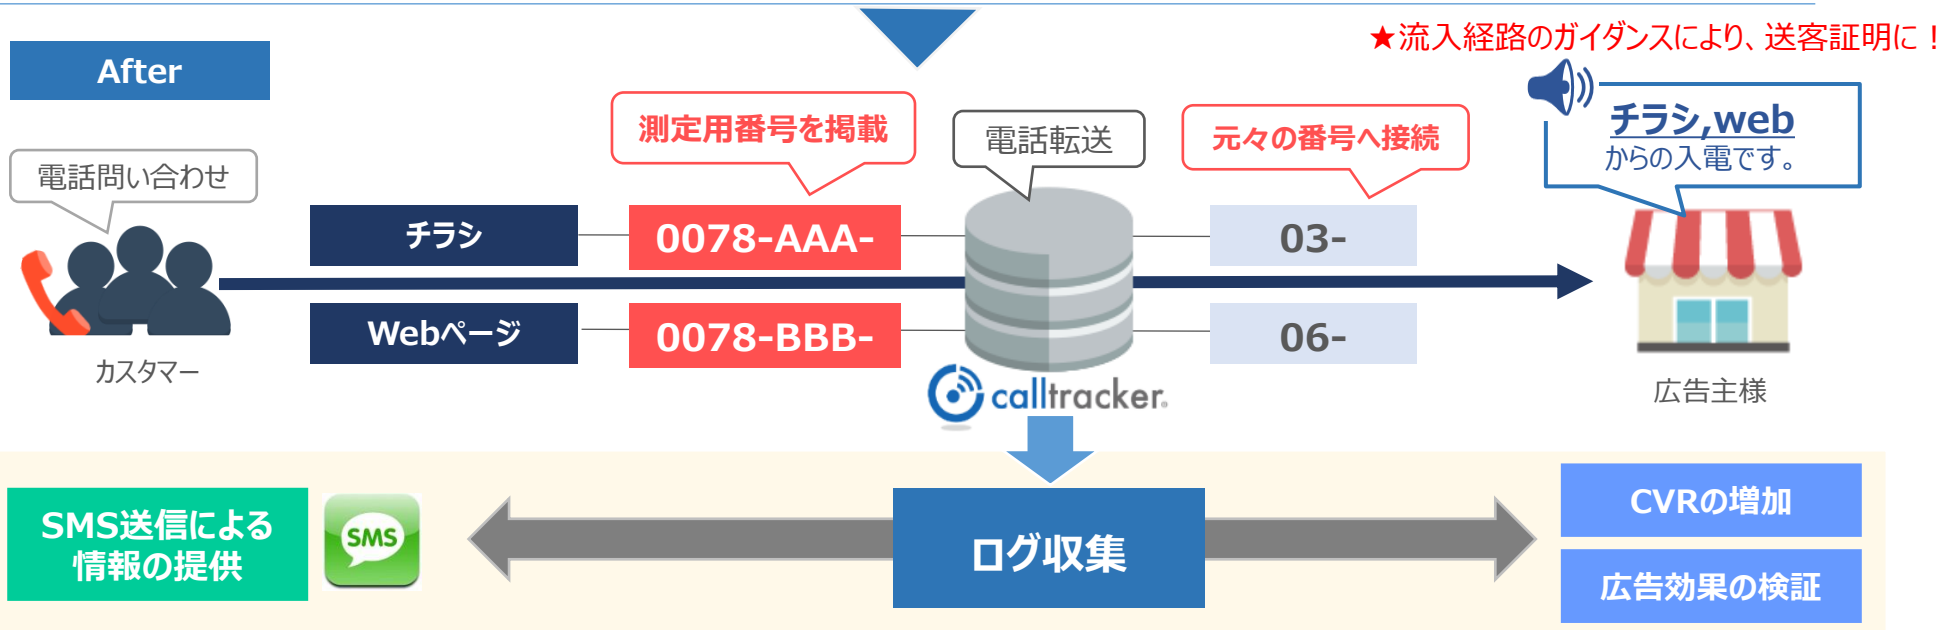 ★流入経路のガイダンスにより、送客証明に！
After
測定用番号を掲載
電話転送
元々の番号へ接続
チラシ,web
からの入電です。
電話問い合わせ
チラシ
0078-AAA-
03-
Webページ
0078-BBB-
06-
カスタマー
calltracker®
広告主様
SMS送信による
情報の提供
SMS
ログ収集
CVRの増加
広告効果の検証